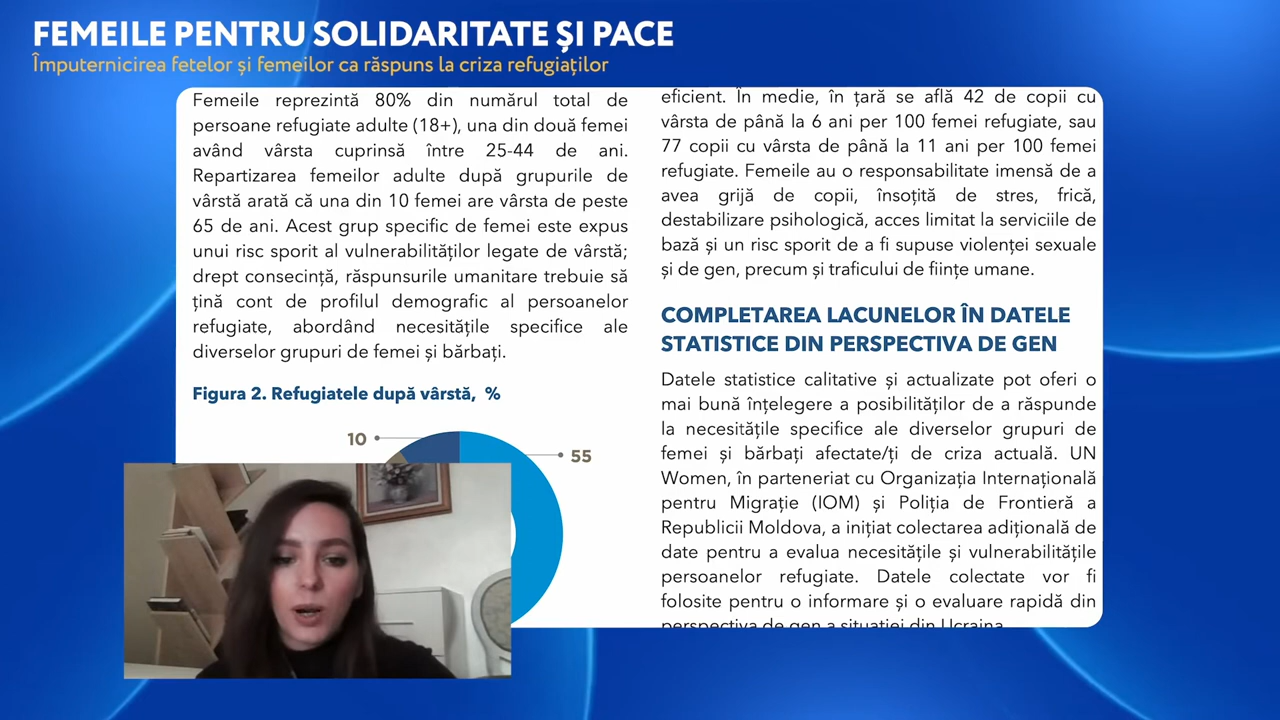 FEMEILE PENTRU SOLIDARITATE ȘI PACE
Împuternicirea fetelor și femeilor ca răspuns la criza refugiaților
Femeile reprezintă 80% din numărul total de
persoane refugiate adulte (18+), una din două femei
având vârsta cuprinsă între 25-44 de ani.
Repartizarea femeilor adulte după grupurile de
vârstă arată că una din 10 femei are vârsta de peste
65 de ani. Acest grup specific de femei este expus
unui risc sporit al vulnerabilităților legate de vârstă;
drept consecință, răspunsurile umanitare trebuie să
țină cont de profilul demografic al persoanelor
refugiate, abordând necesitățile specifice ale
diverselor grupuri de femei și bărbați.
Figura 2. Refugiatele după vârstă, %
10
55
eficient. În medie, în țară se află 42 de copii cu
vârsta de până la 6 ani per 100 femei refugiate, sau
77 copii cu vârsta de până la 11 ani per 100 femei
refugiate. Femeile au o responsabilitate imensă de a
avea grijă de copii, însoțită de stres, frică,
destabilizare psihologică, acces limitat la serviciile de
bază și un risc sporit de a fi supuse violenței sexuale
și de gen, precum și traficului de ființe umane.
COMPLETAREA LACUNELOR ÎN DATELE
STATISTICE DIN PERSPECTIVA DE GEN
Datele statistice calitative și actualizate pot oferi o
mai bună înțelegere a posibilităților de a răspunde
la necesitățile specifice ale diverselor grupuri de
femei și bărbați afectate/ți de criza actuală. UN
Women, în parteneriat cu Organizația Internațională
pentru Migrație (IOM) și Poliția de Frontieră a
Republicii Moldova, a inițiat colectarea adițională de
date pentru a evalua necesitățile și vulnerabilitățile
persoanelor refugiate. Datele colectate vor fi
folosite pentru o informare și o evaluare rapidă din
perspectiva de gen a situației din Ucraina